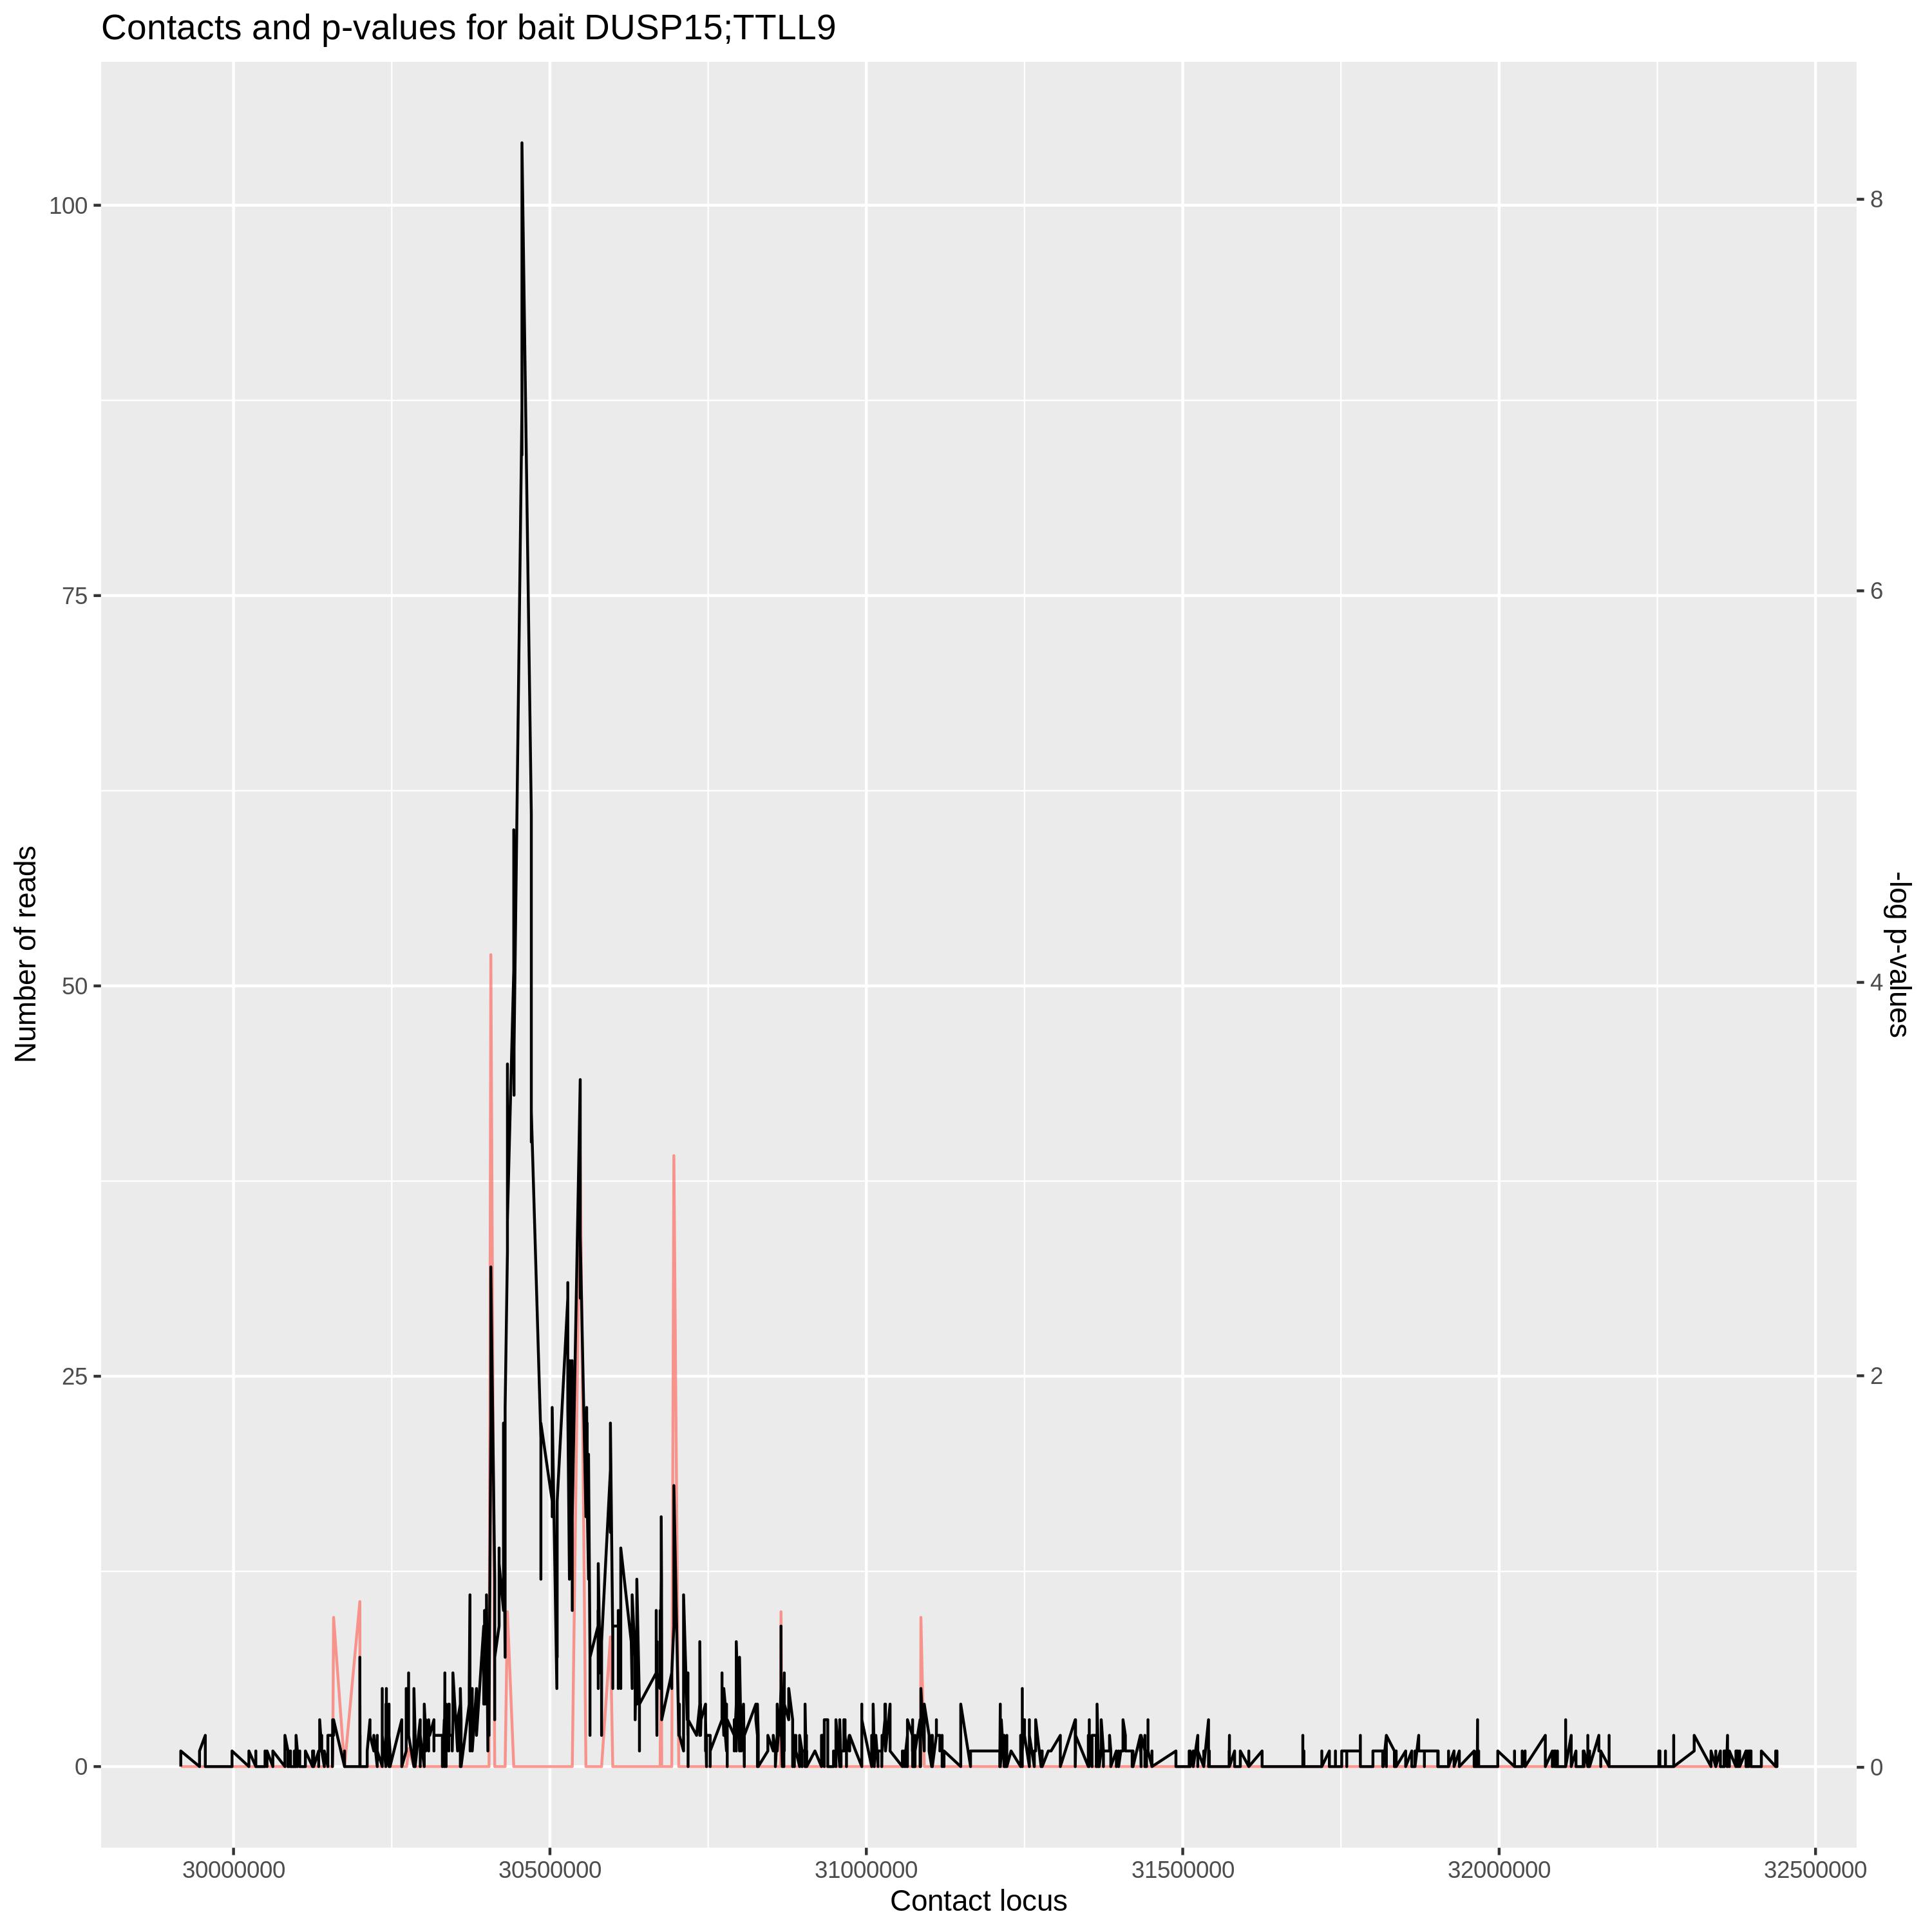 Contacts and p-values for bait DUSP15;TTLL9
100
75
50
25
0
Number of reads
8
6
4
2
0
-log p-values
30000000 30500000 31000000 31500000 32000000 32500000
Contact locus